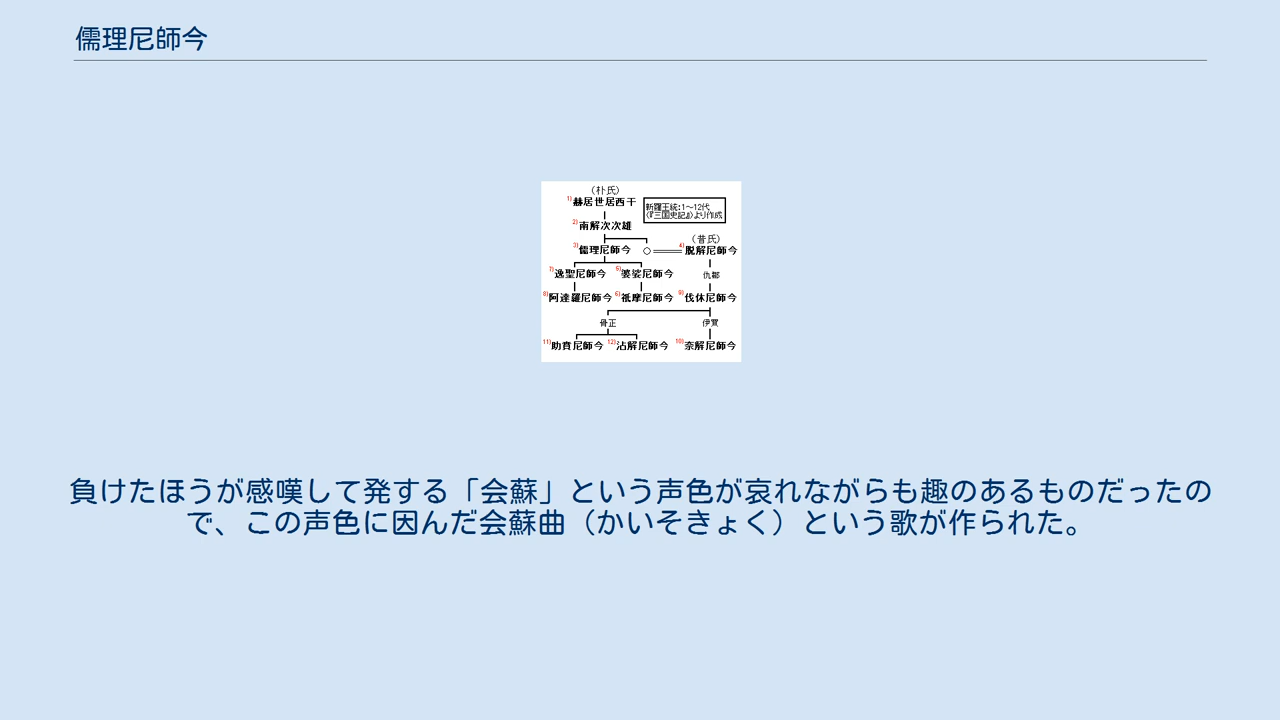 儒理尼師今
（朴氏）
1)赫居世居西干
新羅王統:1～12代
(『三国史記』より作成
2)南解次次雄
（昔氏）
3)儒理尼師今
4)脱解尼師今
7)逸聖尼師今 5)婆娑尼師今 仇鄒
8)阿達羅尼師今 6)祇摩尼師今 9)伐休尼師今
骨正 伊買
11)助賁尼師今 12)沾解尼師今 10)奈解尼師今
負けたほうが感嘆して発する「会蘇」という声色が哀れながらも趣のあるものだったの
で、この声色に因んだ会蘇曲（かいそきょく）という歌が作られた。